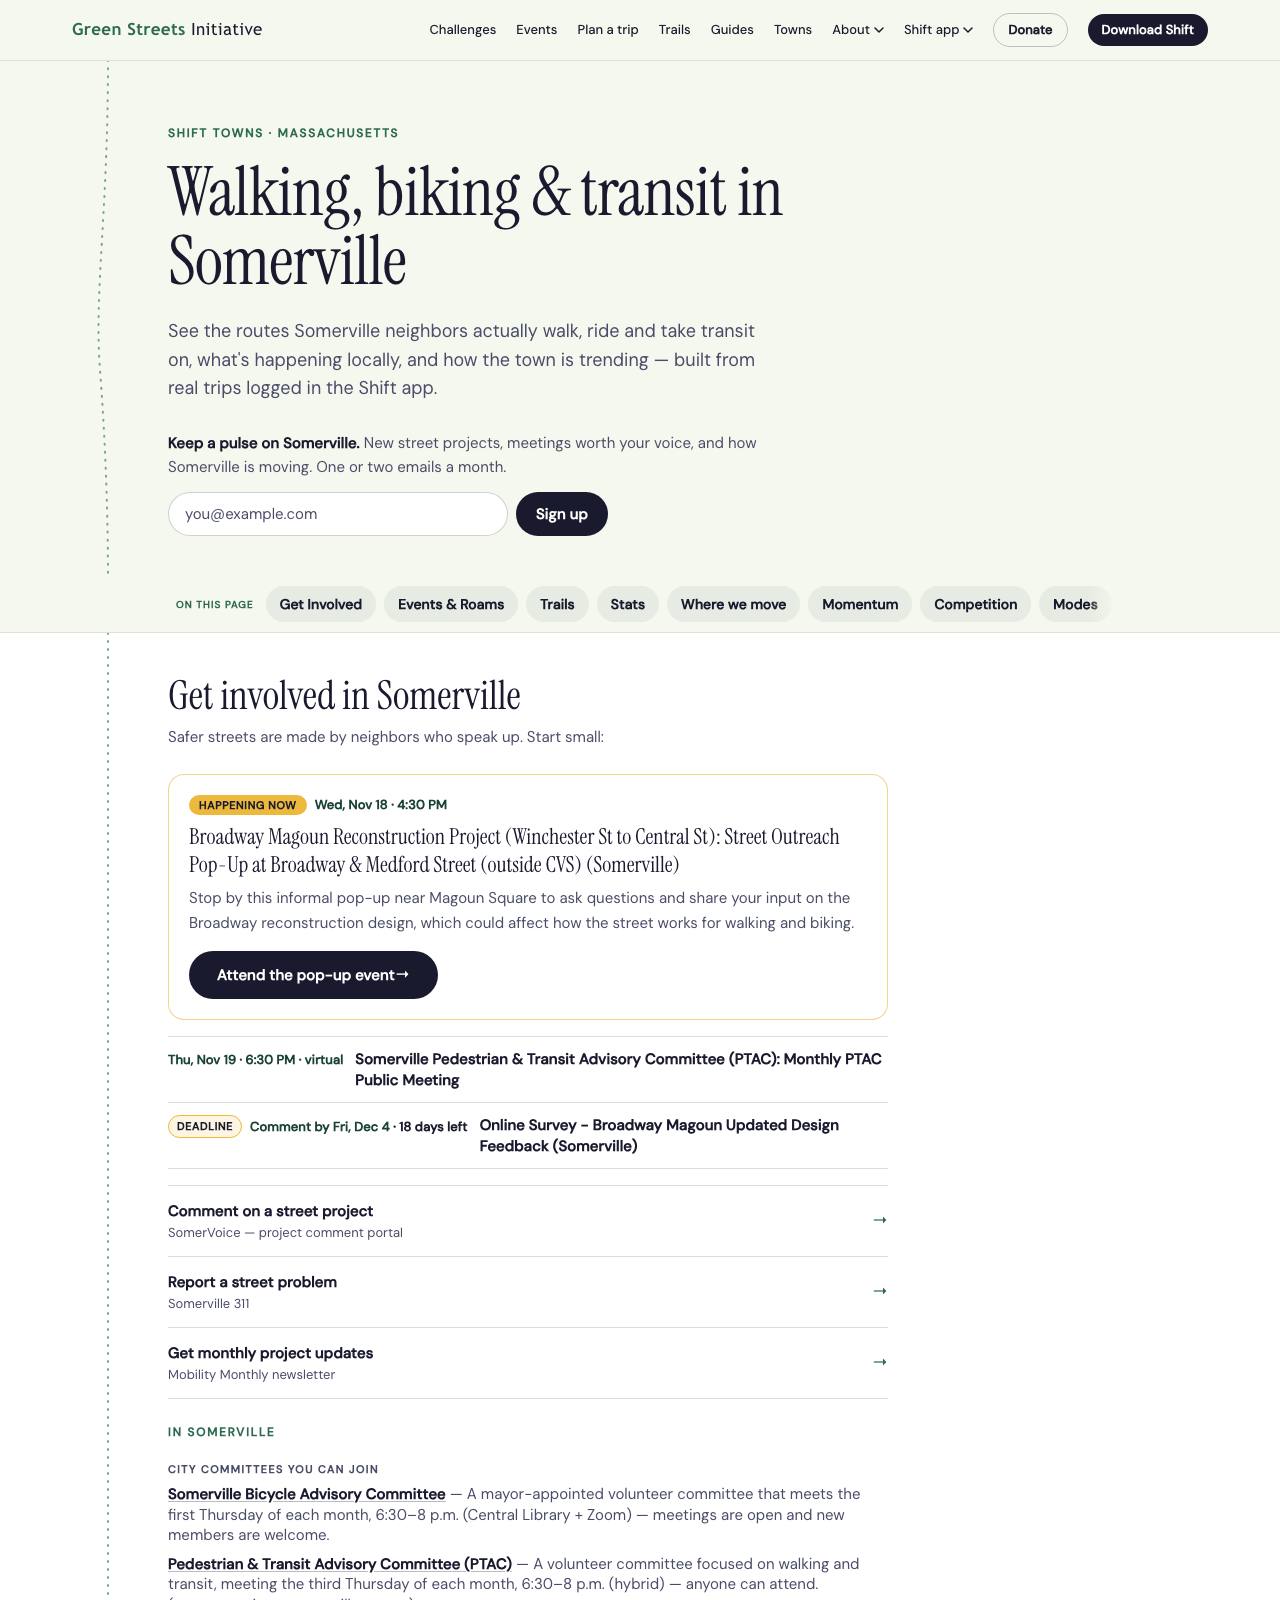 Green Streets Initiative
Challenges Events Plan a trip Trails Guides Towns About Shift app Donate Download Shift
SHIFT TOWNS · MASSACHUSETTS
Walking, biking & transit in
Somerville
See the routes Somerville neighbors actually walk, ride and take transit
on, what's happening locally, and how the town is trending — built from
real trips logged in the Shift app.
Keep a pulse on Somerville. New street projects, meetings worth your voice, and how
Somerville is moving. One or two emails a month.
you@example.com Sign up
ON THIS PAGE Get Involved Events & Roams Trails Stats Where we move Momentum Competition Modes
Get involved in Somerville
Safer streets are made by neighbors who speak up. Start small:
HAPPENING NOW Wed, Nov 18 · 4:30 PM
Broadway Magoun Reconstruction Project (Winchester St to Central St): Street Outreach
Pop-Up at Broadway & Medford Street (outside CVS) (Somerville)
Stop by this informal pop-up near Magoun Square to ask questions and share your input on the
Broadway reconstruction design, which could affect how the street works for walking and biking.
Attend the pop-up event→
Thu, Nov 19 · 6:30 PM · virtual Somerville Pedestrian & Transit Advisory Committee (PTAC): Monthly PTAC
Public Meeting
DEADLINE Comment by Fri, Dec 4 · 18 days left Online Survey - Broadway Magoun Updated Design
Feedback (Somerville)
Comment on a street project
SomerVoice — project comment portal →
Report a street problem
Somerville 311 →
Get monthly project updates
Mobility Monthly newsletter →
IN SOMERVILLE
CITY COMMITTEES YOU CAN JOIN
Somerville Bicycle Advisory Committee — A mayor-appointed volunteer committee that meets the
first Thursday of each month, 6:30–8 p.m. (Central Library + Zoom) — meetings are open and new
members are welcome.
Pedestrian & Transit Advisory Committee (PTAC) — A volunteer committee focused on walking and
transit, meeting the third Thursday of each month, 6:30–8 p.m. (hybrid) — anyone can attend.